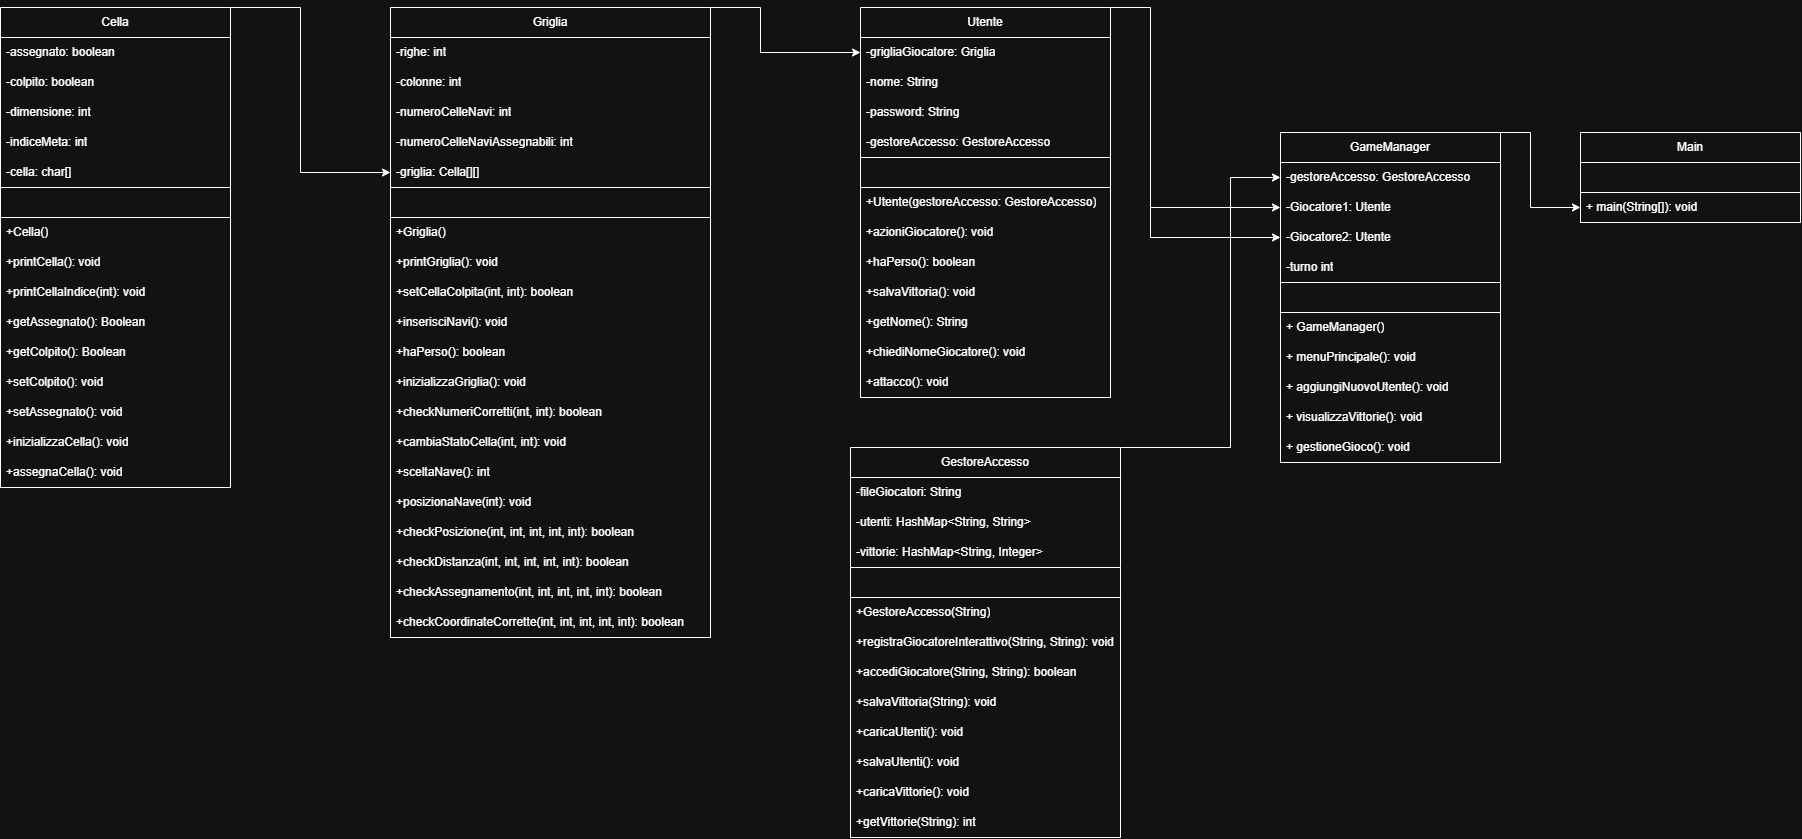 Cella
-assegnato: boolean
-colpito: boolean
-dimensione: int
-indiceMeta: int
-cella: char[]
+Cella()
+printCella(): void
+printCellaIndice(int): void
+getAssegnato(): Boolean
+getColpito(): Boolean
+setColpito(): void
+setAssegnato(): void
+inizializzaCella(): void
+assegnaCella(): void
Griglia
-righe: int
-colonne: int
-numeroCelleNavi: int
-numeroCelleNaviAssegnabili: int
-griglia: Cella[][]
+Griglia()
+printGriglia(): void
+setCellaColpita(int, int): boolean
+inserisciNavi(): void
+haPerso(): boolean
+inizializzaGriglia(): void
+checkNumeriCorretti(int, int): boolean
+cambiaStatoCella(int, int): void
+sceltaNave(): int
+posizionaNave(int): void
+checkPosizione(int, int, int, int, int): boolean
+checkDistanza(int, int, int, int, int): boolean
+checkAssegnamento(int, int, int, int, int): boolean
+checkCoordinateCorrette(int, int, int, int, int): boolean
Utente
-grigliaGiocatore: Griglia
-nome: String
-password: String
-gestoreAccesso: GestoreAccesso
+Utente(gestoreAccesso: GestoreAccesso)
+azioniGiocatore(): void
+haPerso(): boolean
+salvaVittoria(): void
+getNome(): String
+chiediNomeGiocatore(): void
+attacco(): void
GestoreAccesso
-fileGiocatori: String
-utenti: HashMap<String, String>
-vittorie: HashMap<String, Integer>
+GestoreAccesso(String)
+registraGiocatoreInterattivo(String, String): void
+accediGiocatore(String, String): boolean
+salvaVittoria(String): void
+caricaUtenti(): void
+salvaUtenti(): void
+caricaVittorie(): void
+getVittorie(String): int
GameManager
-gestoreAccesso: GestoreAccesso
-Giocatore1: Utente
-Giocatore2: Utente
-turno int
+ GameManager()
+ menuPrincipale(): void
+ aggiungiNuovoUtente(): void
+ visualizzaVittorie(): void
+ gestioneGioco(): void
Main
+ main(String[]): void